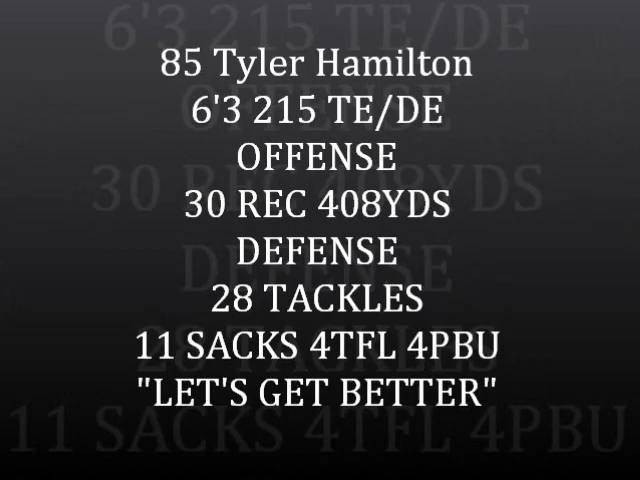 85 Tyler Hamilton
6'3 215 TE/DE
OFFENSE
30 REC 408YDS
DEFENSE
28 TACKLES
11 SACKS 4TFL 4PBU
"LET'S GET BETTER"